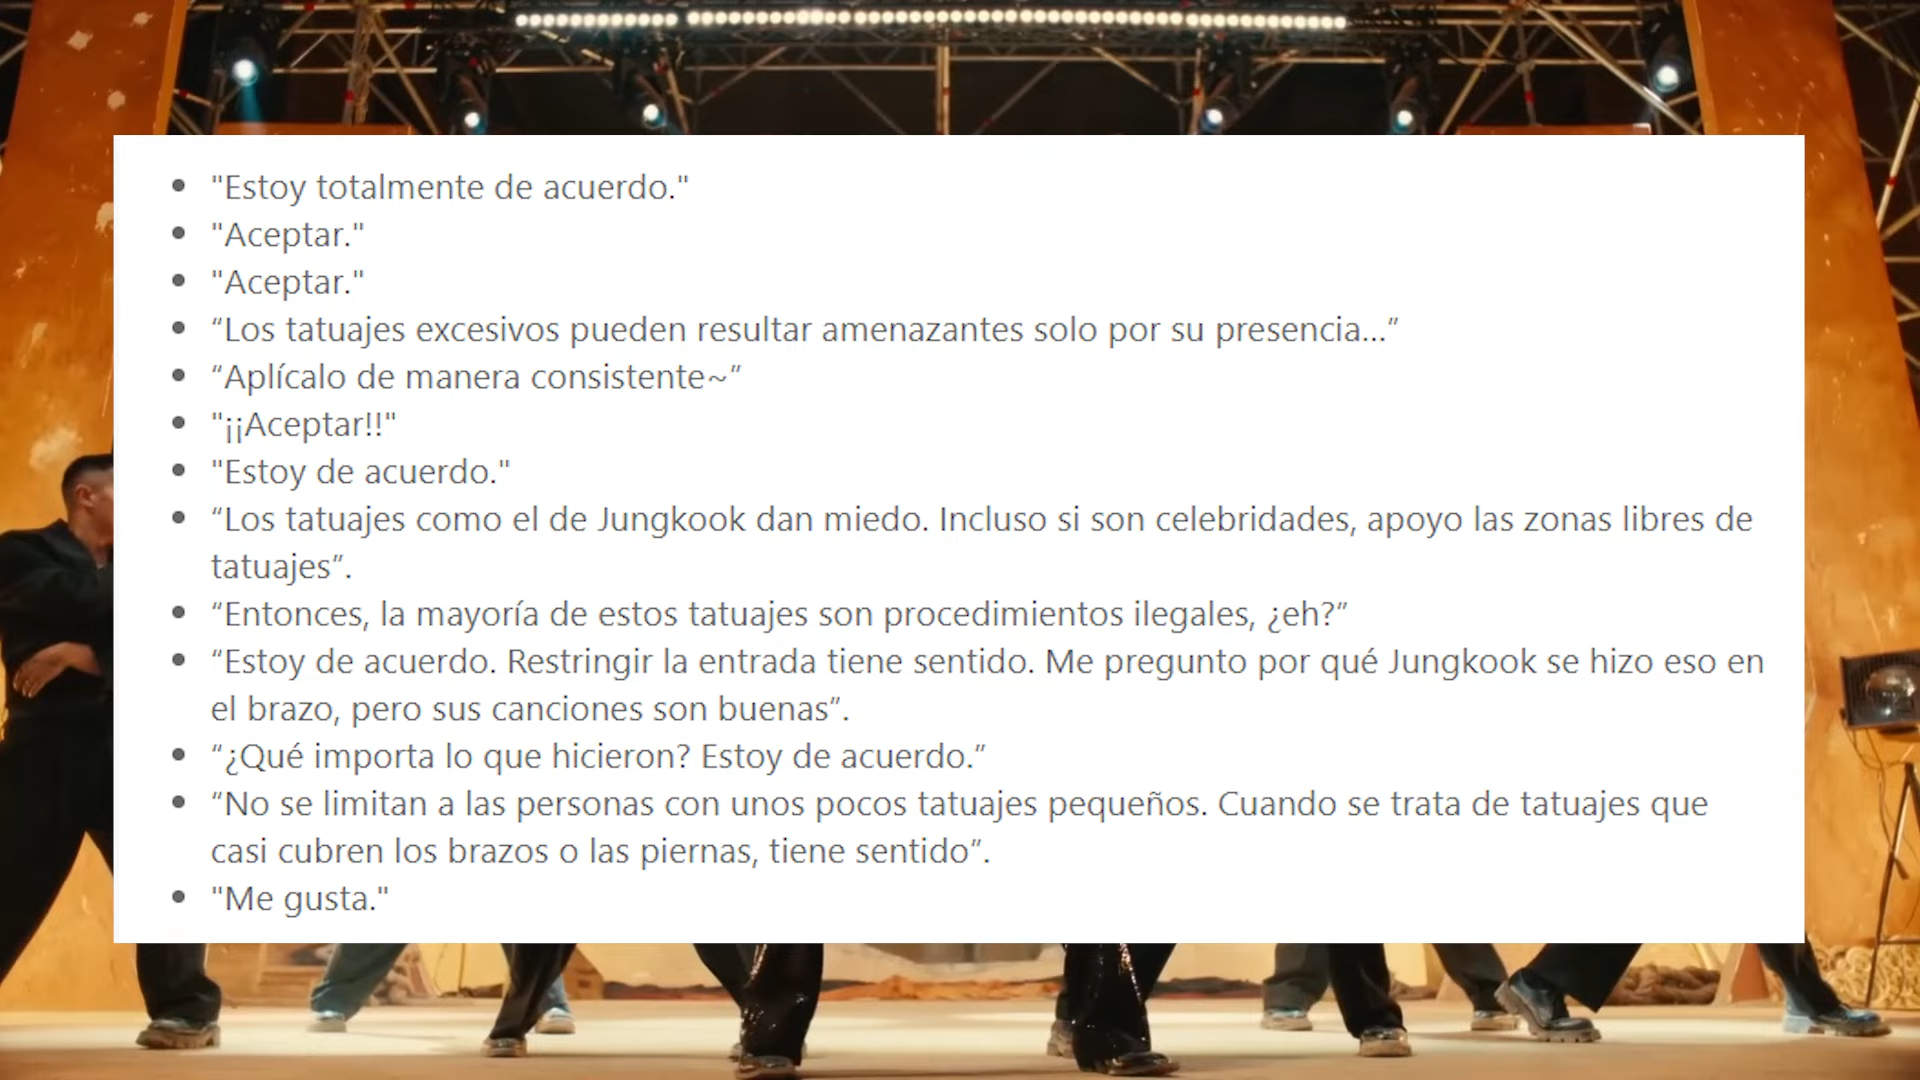 • "Estoy totalmente de acuerdo."
• "Aceptar."
• "Aceptar."
• “Los tatuajes excesivos pueden resultar amenazantes solo por su presencia...”
• “Aplícalo de manera consistente~”
• "¡¡Aceptar!!"
• "Estoy de acuerdo."
• “Los tatuajes como el de Jungkook dan miedo. Incluso si son celebridades, apoyo las zonas libres de
tatuajes”.
• “Entonces, la mayoría de estos tatuajes son procedimientos ilegales, ¿eh?”
• “Estoy de acuerdo. Restringir la entrada tiene sentido. Me pregunto por qué Jungkook se hizo eso en
el brazo, pero sus canciones son buenas”.
• “¿Qué importa lo que hicieron? Estoy de acuerdo.”
• “No se limitan a las personas con unos pocos tatuajes pequeños. Cuando se trata de tatuajes que
casi cubren los brazos o las piernas, tiene sentido”.
• "Me gusta."